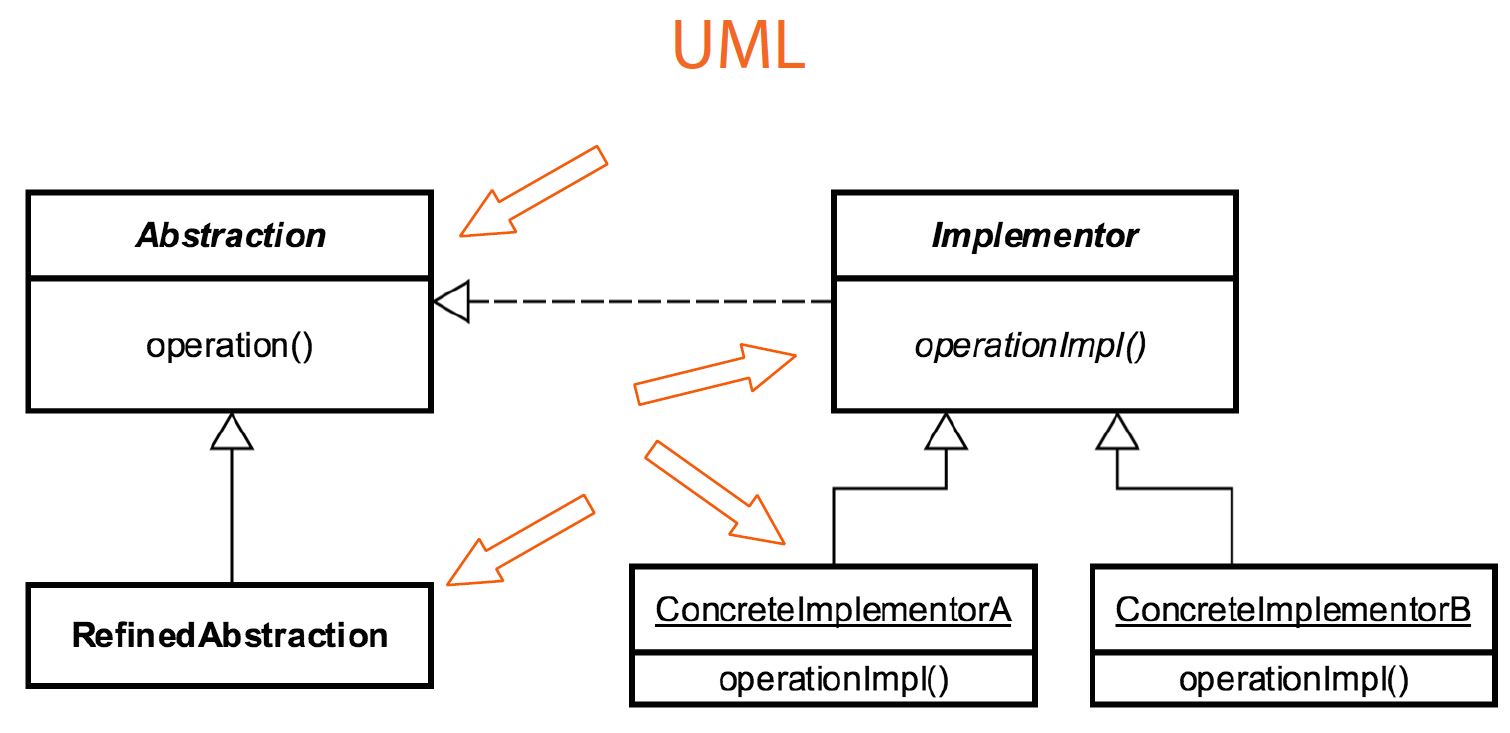 UML
Abstraction
operation()
Implementor
operationImpl()
RefinedAbstraction
ConcreteImplementorA
operationImpl()
ConcreteImplementorB
operationImpl()